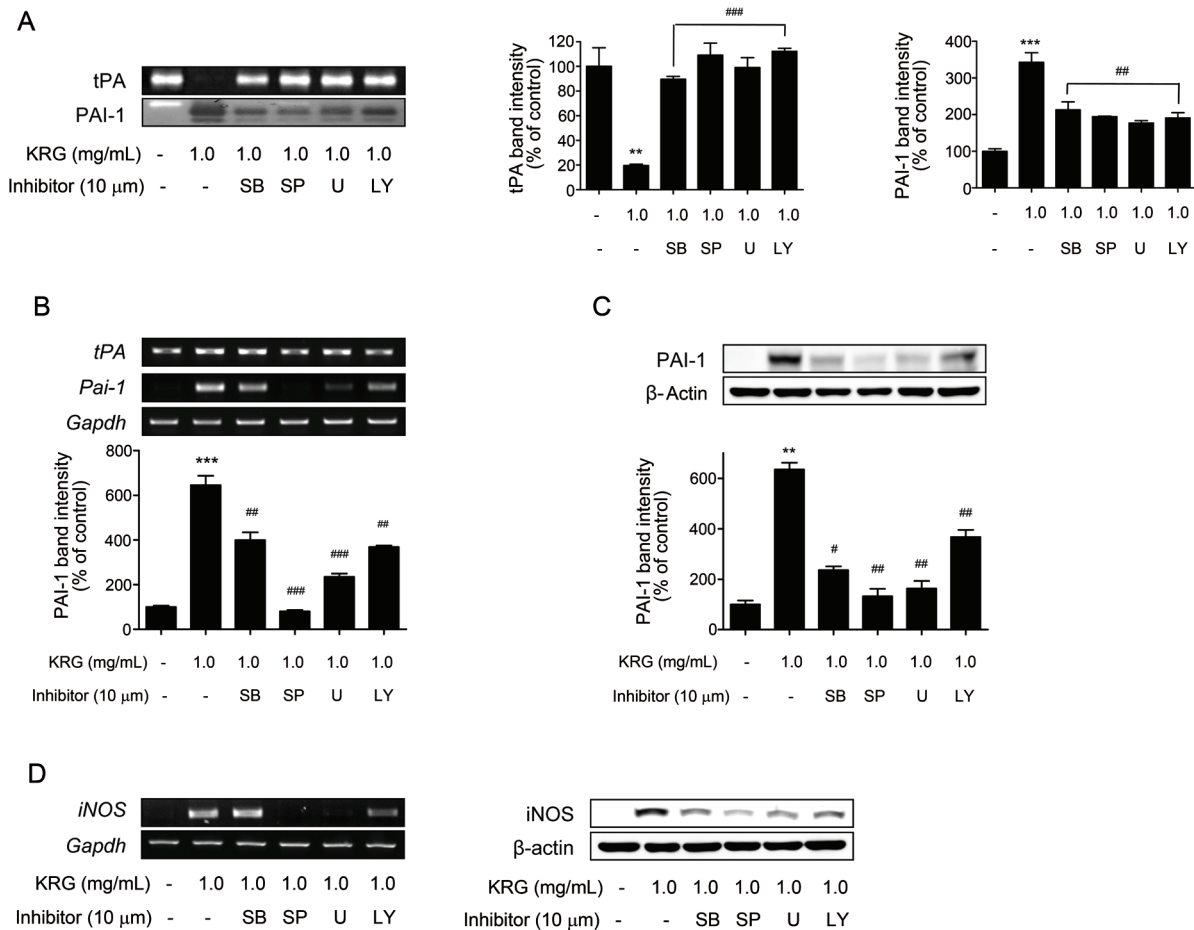 A
tPA
PAI-1
KRG (mg/mL) - 1.0 1.0 1.0 1.0 1.0
Inhibitor (10 μm) - - SB SP U LY
tPA band intensity
(% of control)
140
120
100
80
60
40
20
0
**
###
- 1.0 1.0 1.0 1.0 1.0
- - SB SP U LY
PAI-1 band intensity
(% of control)
400
300
200
100
0
***
##
- 1.0 1.0 1.0 1.0 1.0
- - SB SP U LY
B
tPA
Pai-1
Gapdh
PAI-1 band intensity
(% of control)
800
600
400
200
0
***
##
###
###
##
KRG (mg/mL) - 1.0 1.0 1.0 1.0 1.0
Inhibitor (10 μm) - - SB SP U LY
C
PAI-1
β-Actin
PAI-1 band intensity
(% of control)
600
400
200
0
**
#
##
##
##
KRG (mg/mL) - 1.0 1.0 1.0 1.0 1.0
Inhibitor (10 μm) - - SB SP U LY
D
iNOS
Gapdh
KRG (mg/mL) - 1.0 1.0 1.0 1.0 1.0
Inhibitor (10 μm) - - SB SP U LY
iNOS
β-actin
KRG (mg/mL) - 1.0 1.0 1.0 1.0 1.0
Inhibitor (10 μm) - - SB SP U LY